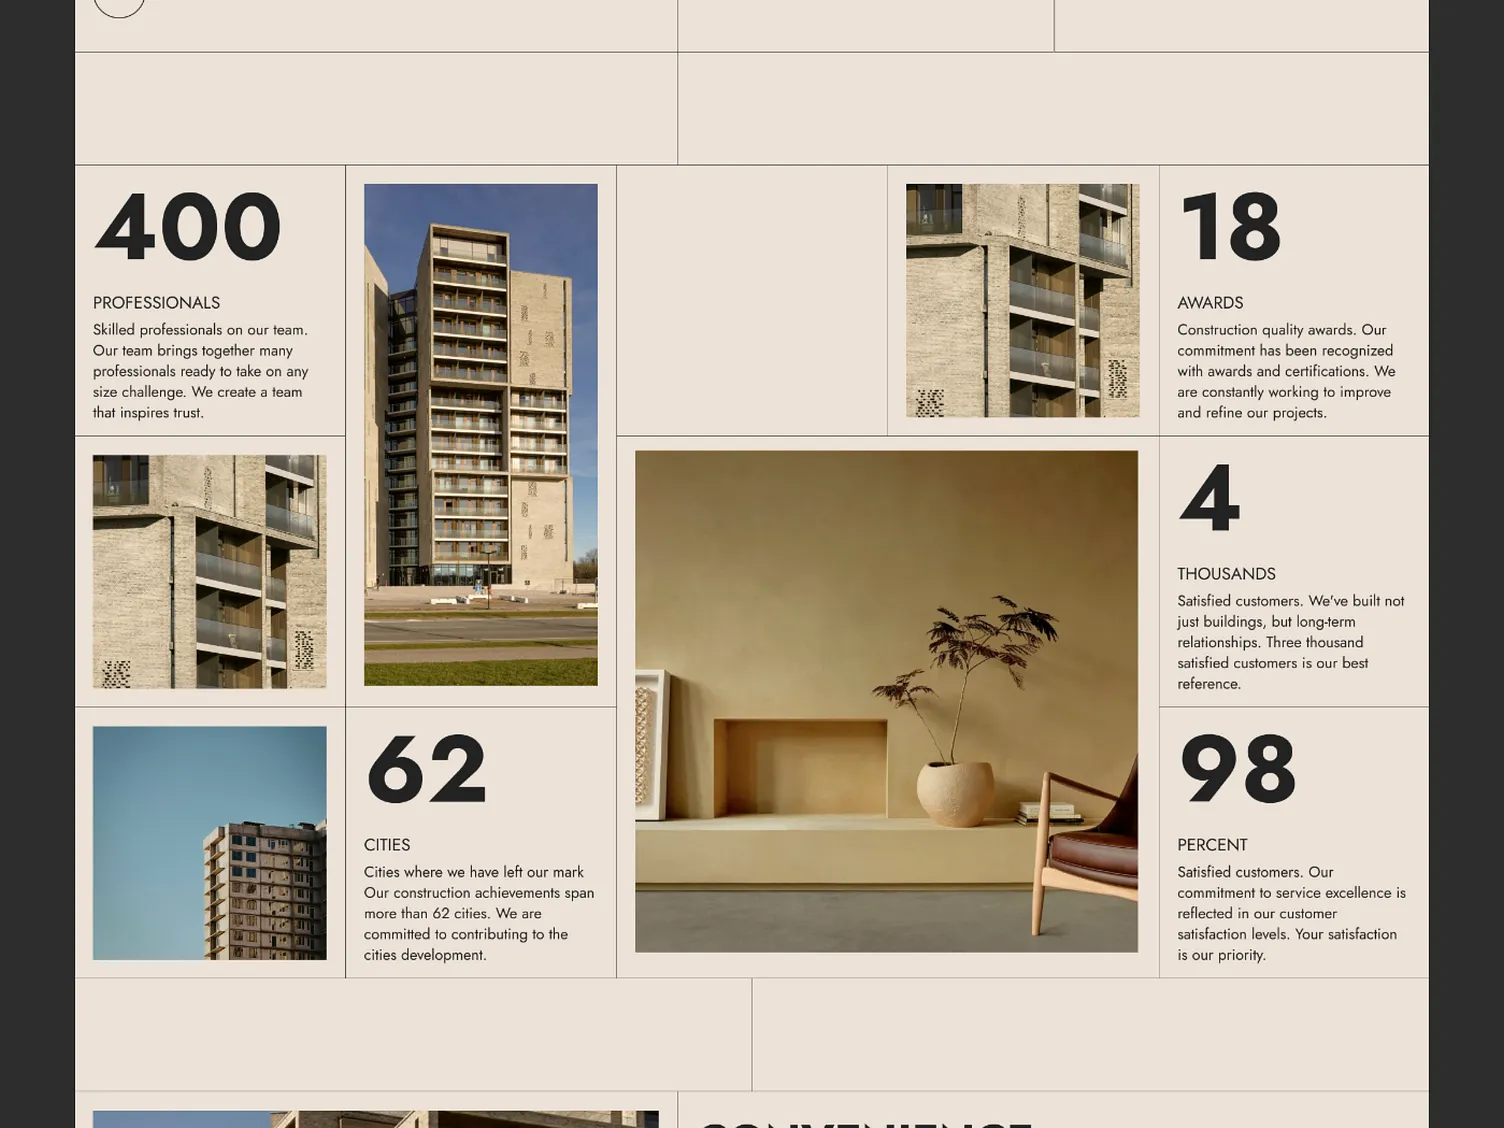 400
PROFESSIONALS
Skilled professionals on our team.
Our team brings together many
professionals ready to take on any
size challenge. We create a team
that inspires trust.
18
AWARDS
Construction quality awards. Our
commitment has been recognized
with awards and certifications. We
are constantly working to improve
and refine our projects.
4
THOUSANDS
Satisfied customers. We've built not
just buildings, but long-term
relationships. Three thousand
satisfied customers is our best
reference.
62
CITIES
Cities where we have left our mark
Our construction achievements span
more than 62 cities. We are
committed to contributing to the
cities development.
98
PERCENT
Satisfied customers. Our
commitment to service excellence is
reflected in our customer
satisfaction levels. Your satisfaction
is our priority.
CONVENIENCE